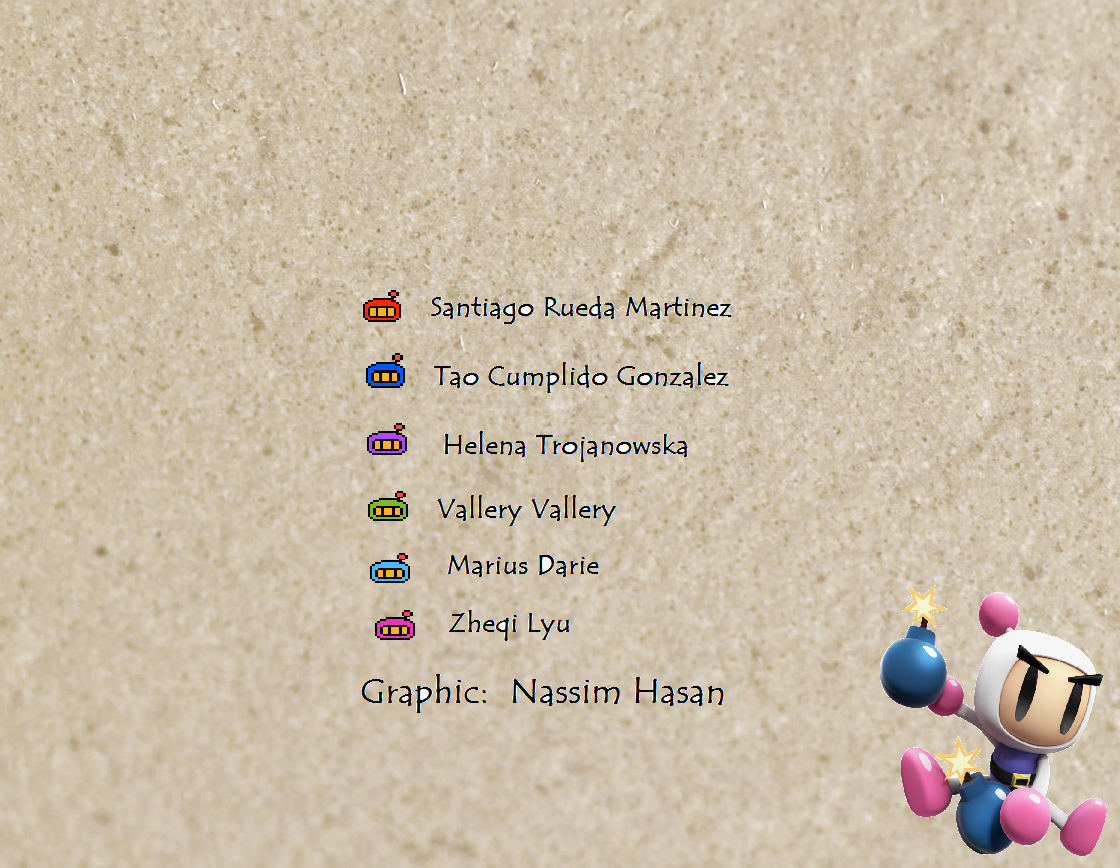 Santiago Rueda Martinez
Tao Cumplido Gonzalez
Helena Trojanowska
Vallery Vallery
Marius Darie
Zheqi Lyu
Graphic: Nassim Hasan